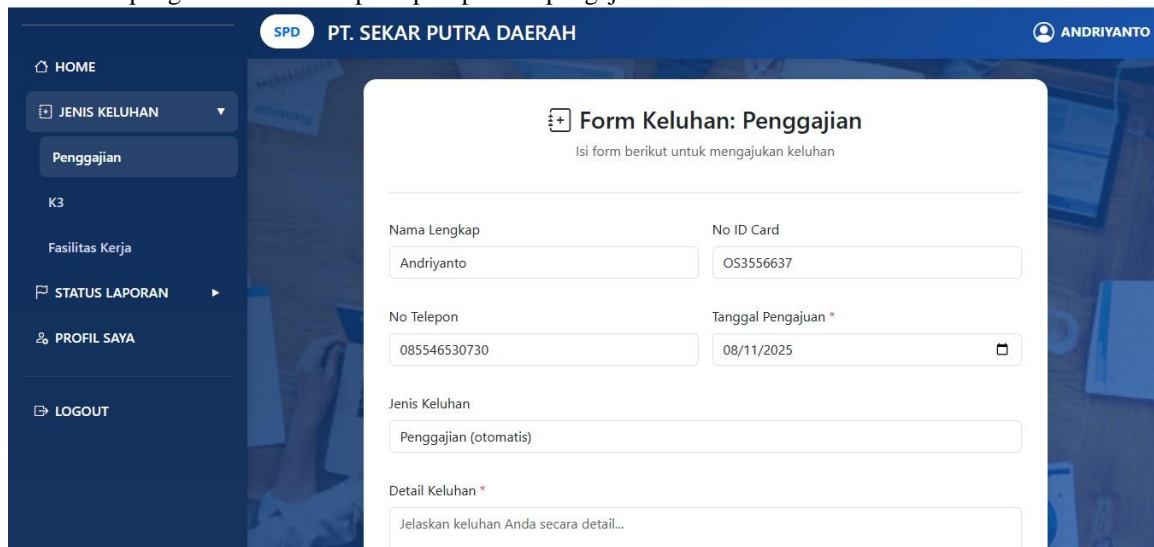 SPD PT. SEKAR PUTRA DAERAH
ANDRIYANTO
HOME
JENIS KELUHAN
Penggajian
K3
Fasilitas Kerja
STATUS LAPORAN
PROFIL SAYA
LOGOUT
Form Keluhan: Penggajian
Isi form berikut untuk mengajukan keluhan
Nama Lengkap
Andriyanto
No ID Card
OS3556637
No Telepon
085546530730
Tanggal Pengajuan *
08/11/2025
Jenis Keluhan
Penggajian (otomatis)
Detail Keluhan *
Jelaskan keluhan Anda secara detail...